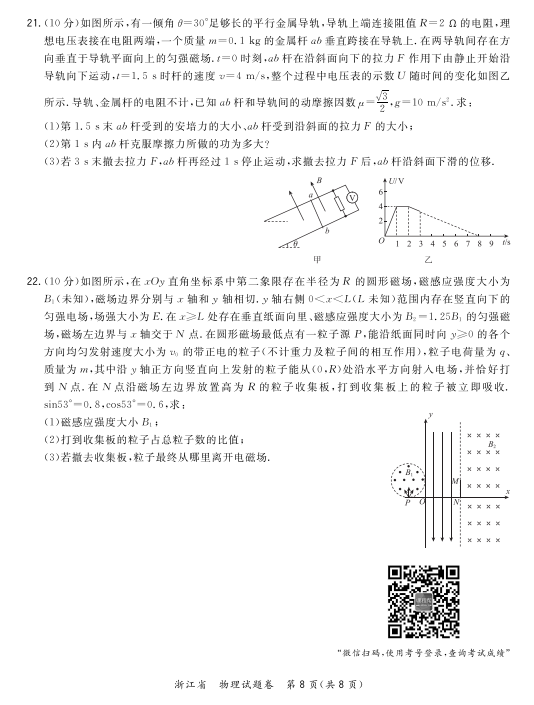 21.(10分)如图所示,有一倾角θ=30°足够长的平行金属导轨,导轨上端连接阻值R=2 Ω的电阻,理
想电压表接在电阻两端,一个质量m=0.1 kg的金属杆ab垂直跨接在导轨上.在两导轨间存在方
向垂直于导轨平面向上的匀强磁场.t=0时刻,ab杆在沿斜面向下的拉力F作用下由静止开始沿
导轨向下运动,t=1.5 s时杆的速度v=4 m/s,整个过程中电压表的示数U随时间的变化如图乙
所示.导轨、金属杆的电阻不计,已知ab杆和导轨间的动摩擦因数μ=√3/2,g=10 m/s².求:
(1)第1.5 s末ab杆受到的安培力的大小、ab杆受到沿斜面的拉力F的大小;
(2)第1 s内ab杆克服摩擦力所做的功为多大?
(3)若3 s末撤去拉力F,ab杆再经过1 s停止运动,求撤去拉力F后,ab杆沿斜面下滑的位移.
B
a
V
b
θ
甲
U/V
6
4
2
O 1 2 3 4 5 6 7 8 9 t/s
乙
22.(10分)如图所示,在xOy直角坐标系中第二象限存在半径为R的圆形磁场,磁感应强度大小为
B₁(未知),磁场边界分别与x轴和y轴相切.y轴右侧0<x<L(L未知)范围内存在竖直向下的
匀强电场,场强大小为E.在x≥L处存在垂直纸面向里、磁感应强度大小为B₂=1.25B₁的匀强磁
场,磁场左边界与x轴交于N点.在圆形磁场最低点有一粒子源P,能沿纸面同时向y≥0的各个
方向均匀发射速度大小为v₀的带正电的粒子(不计重力及粒子间的相互作用),粒子电荷量为q、
质量为m,其中沿y轴正方向竖直向上发射的粒子能从(0,R)处沿水平方向射入电场,并恰好打
到N点.在N点沿磁场左边界放置高为R的粒子收集板,打到收集板上的粒子被立即吸收.
sin53°=0.8,cos53°=0.6,求:
(1)磁感应强度大小B₁;
(2)打到收集板的粒子占总粒子数的比值;
(3)若撤去收集板,粒子最终从哪里离开电磁场.
y
B₂
B₁
M
P O N x
“微信扫码,使用考号登录,查询考试成绩”
浙江省 物理试题卷 第8页(共8页)